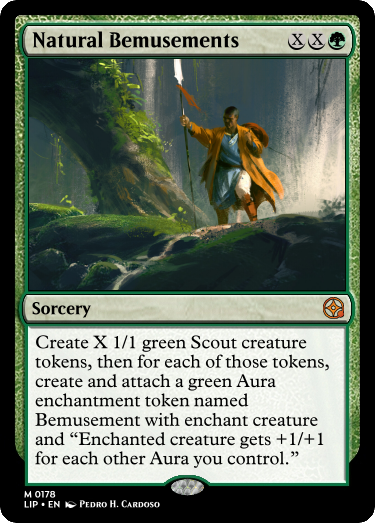 Natural Bemusements XX
Sorcery
Create X 1/1 green Scout creature
tokens, then for each of those tokens,
create and attach a green Aura
enchantment token named
Bemusement with enchant creature
and “Enchanted creature gets +1/+1
for each other Aura you control.”
M 0178
LIP • EN Pedro H. Cardoso